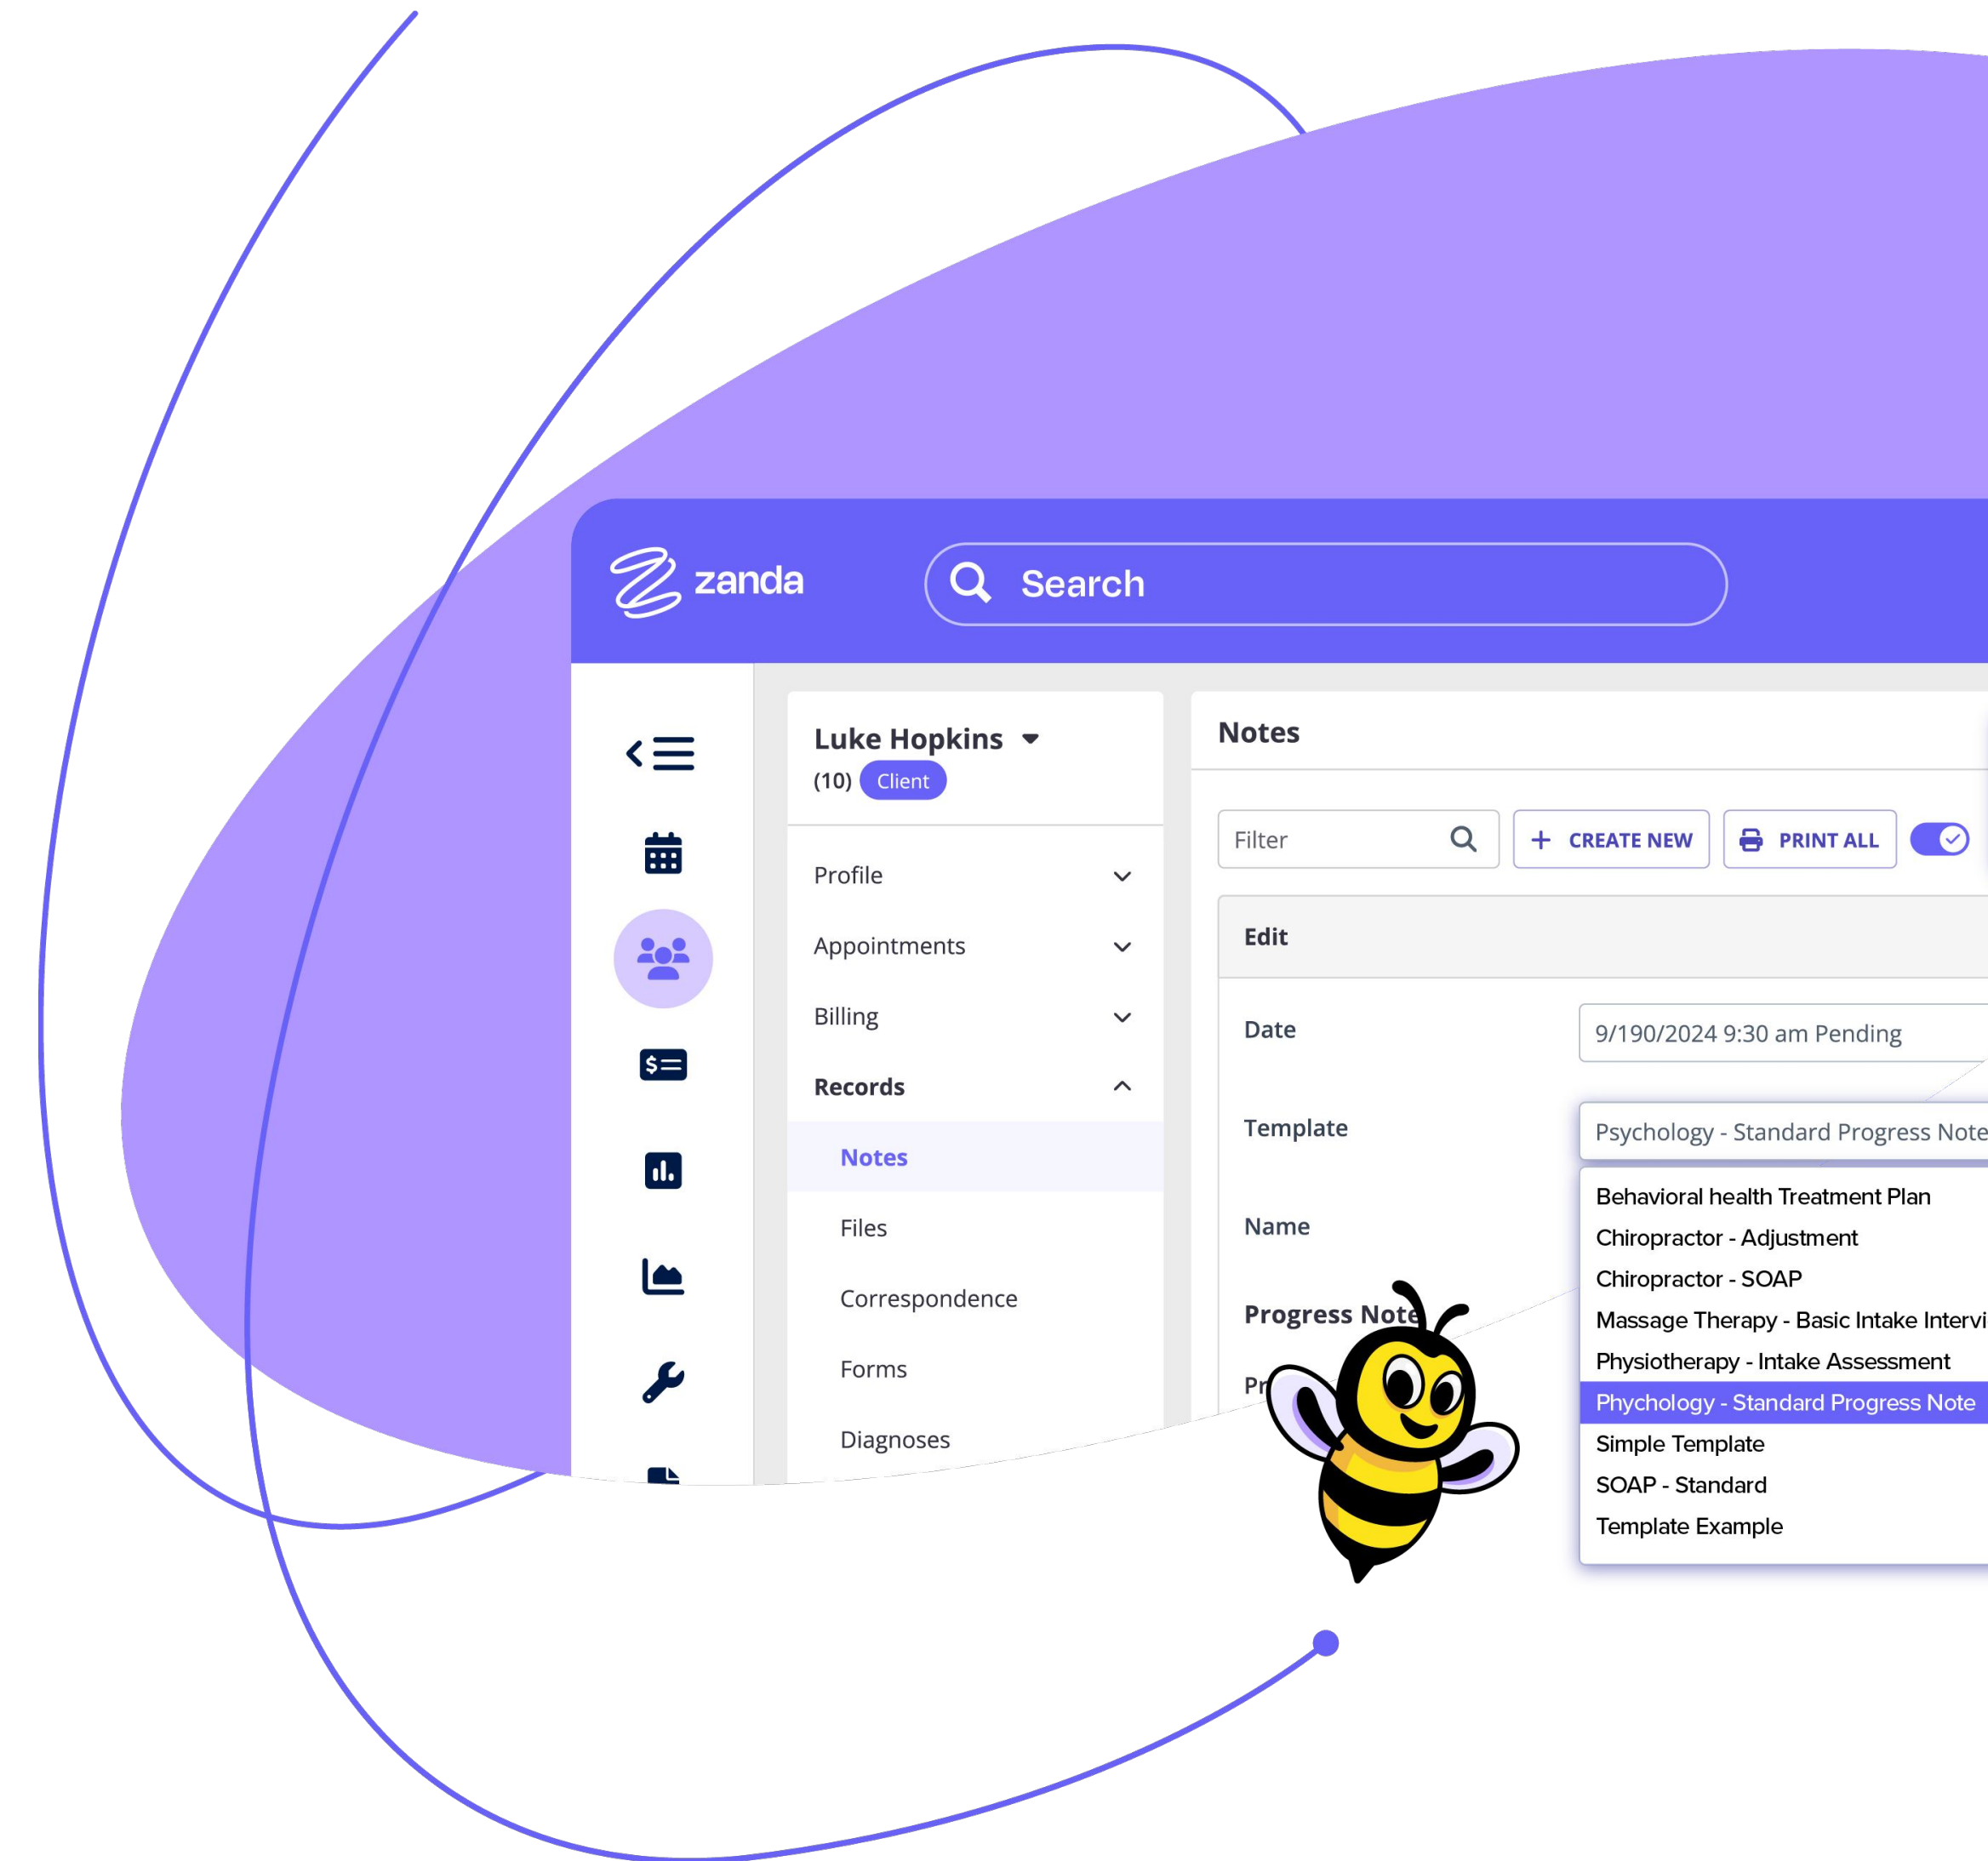 zanda
Search
Luke Hopkins
(10) Client
Profile
Appointments
Billing
Records
Notes
Files
Correspondence
Forms
Diagnoses
Notes
Filter
CREATE NEW
PRINT ALL
Edit
Date
9/190/2024 9:30 am Pending
Template
Psychology - Standard Progress Note
Name
Progress Note
Behavioral health Treatment Plan
Chiropractor - Adjustment
Chiropractor - SOAP
Massage Therapy - Basic Intake
Physiotherapy - Intake Assessment
Phychology - Standard Progress Note
Simple Template
SOAP - Standard
Template Example